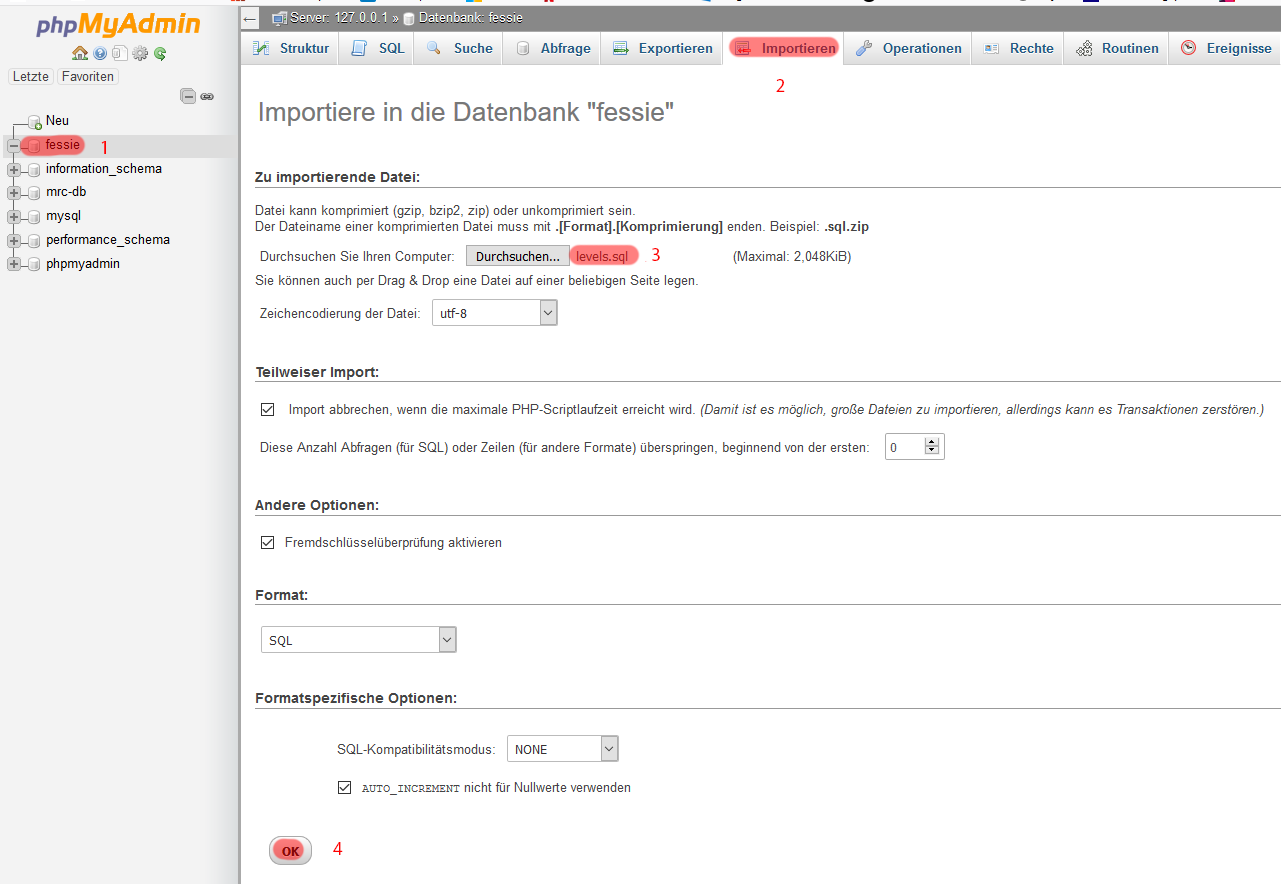 phpMyAdmin
Letzte Favoriten
Neu
fessie 1
information_schema
mrc-db
mysql
performance_schema
phpmyadmin
Server: 127.0.0.1 » Datenbank: fessie
Struktur SQL Suche Abfrage Exportieren Importieren Operationen Rechte Routinen Ereignisse
2
Importiere in die Datenbank "fessie"
Zu importierende Datei:
Datei kann komprimiert (gzip, bzip2, zip) oder unkomprimiert sein.
Der Dateiname einer komprimierten Datei muss mit .[Format].[Komprimierung] enden. Beispiel: .sql.zip
Durchsuchen Sie Ihren Computer: Durchsuchen... levels.sql 3 (Maximal: 2,048KiB)
Sie können auch per Drag & Drop eine Datei auf einer beliebigen Seite legen.
Zeichencodierung der Datei: utf-8
Teilweiser Import:
Import abbrechen, wenn die maximale PHP-Scriptlaufzeit erreicht wird. (Damit ist es möglich, große Dateien zu importieren, allerdings kann es Transaktionen zerstören.)
Diese Anzahl Abfragen (für SQL) oder Zeilen (für andere Formate) überspringen, beginnend von der ersten: 0
Andere Optionen:
Fremdschlüsselüberprüfung aktivieren
Format:
SQL
Formatspezifische Optionen:
SQL-Kompatibilitätsmodus: NONE
AUTO_INCREMENT nicht für Nullwerte verwenden
OK 4